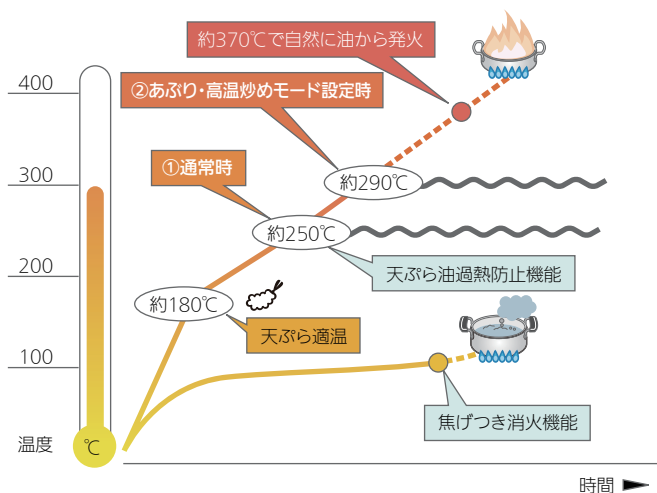 約370℃で自然に油から発火
400
②あぶり・高温炒めモード設定時
300
①通常時
約290℃
約250℃
200
天ぷら油過熱防止機能
約180℃
天ぷら適温
100
焦げつき消火機能
温度
℃
時間